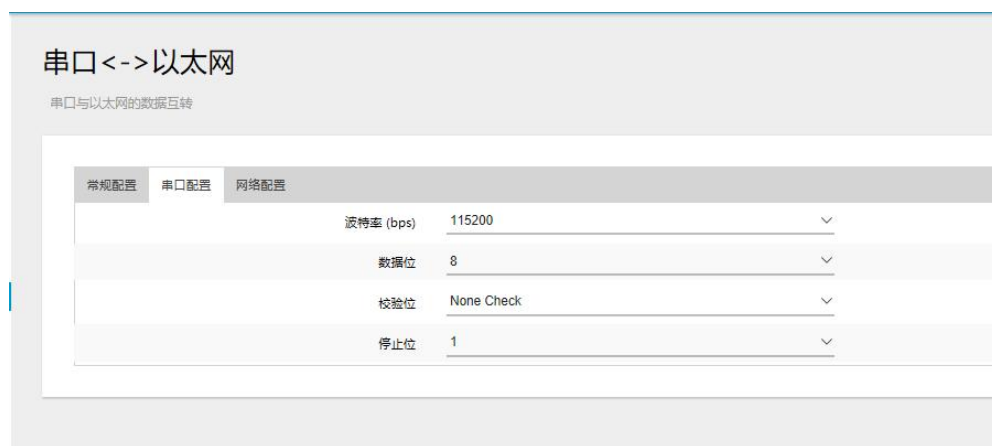 串口<->以太网
串口与以太网的数据互转
常规配置 串口配置 网络配置
波特率 (bps) 115200
数据位 8
校验位 None Check
停止位 1